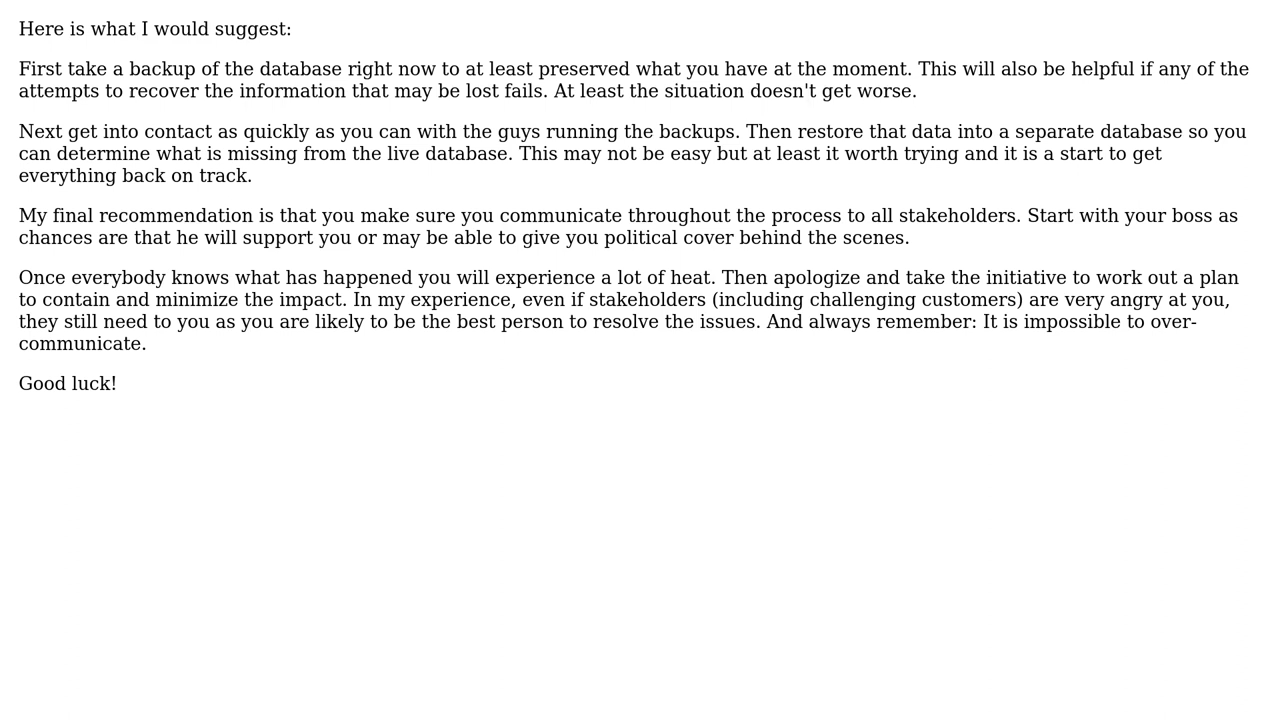 Here is what I would suggest:
First take a backup of the database right now to at least preserved what you have at the moment. This will also be helpful if any of the
attempts to recover the information that may be lost fails. At least the situation doesn't get worse.
Next get into contact as quickly as you can with the guys running the backups. Then restore that data into a separate database so you
can determine what is missing from the live database. This may not be easy but at least it worth trying and it is a start to get
everything back on track.
My final recommendation is that you make sure you communicate throughout the process to all stakeholders. Start with your boss as
chances are that he will support you or may be able to give you political cover behind the scenes.
Once everybody knows what has happened you will experience a lot of heat. Then apologize and take the initiative to work out a plan
to contain and minimize the impact. In my experience, even if stakeholders (including challenging customers) are very angry at you,
they still need to you as you are likely to be the best person to resolve the issues. And always remember: It is impossible to over-
communicate.
Good luck!